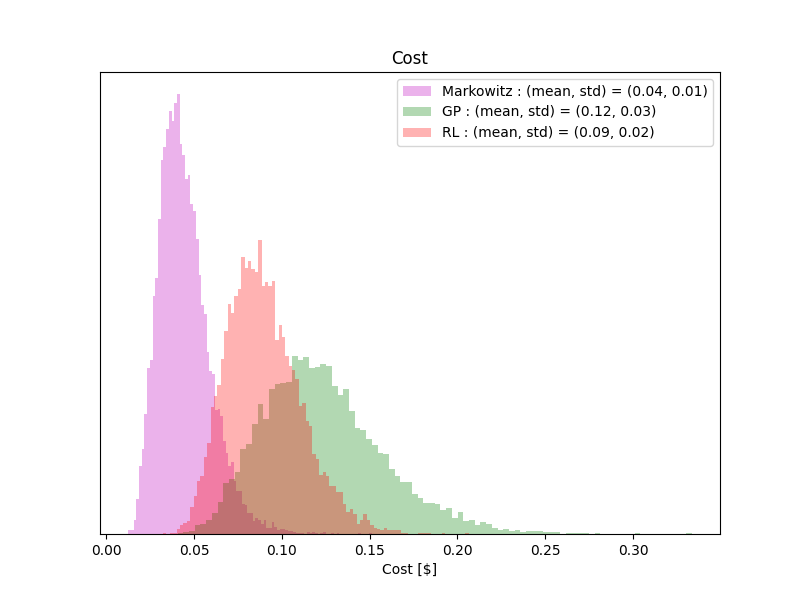 Cost
Markowitz : (mean, std) = (0.04, 0.01)
GP : (mean, std) = (0.12, 0.03)
RL : (mean, std) = (0.09, 0.02)
0.00 0.05 0.10 0.15 0.20 0.25 0.30
Cost [$]